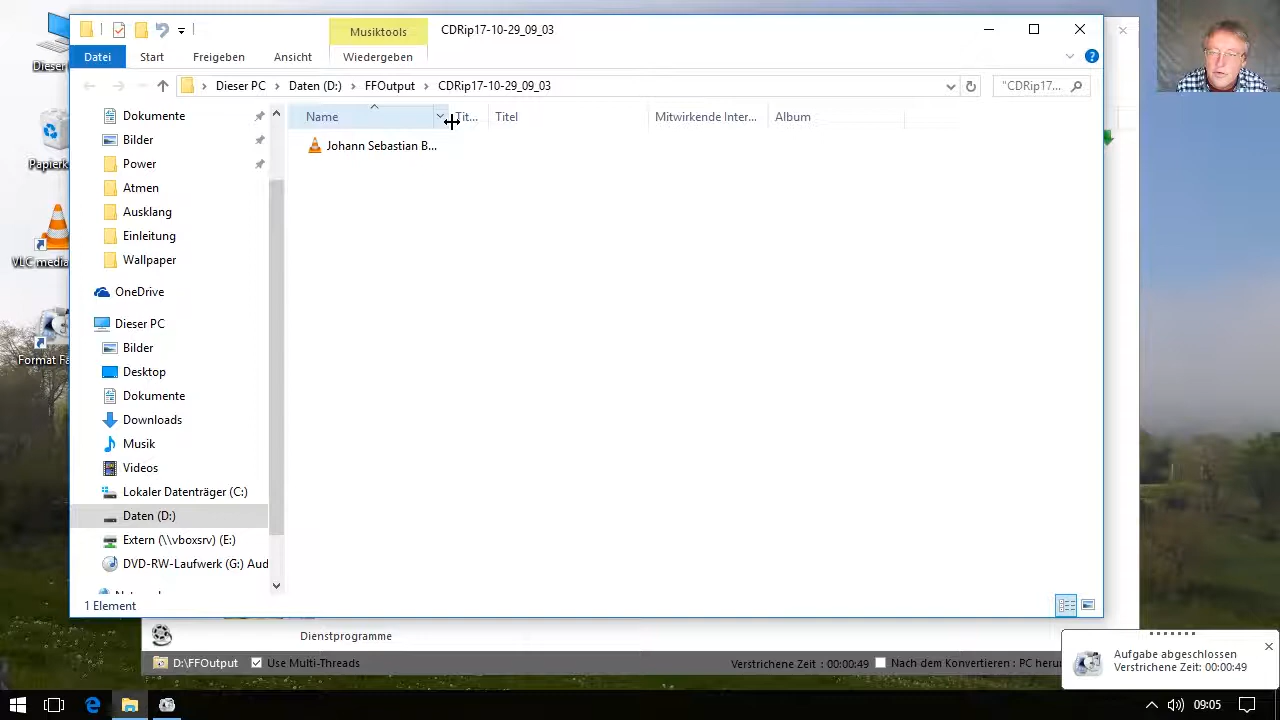 Musiktools
CDRip17-10-29_09_03
Datei
Start
Freigeben
Ansicht
Wiedergeben
Dieser PC
Daten (D:)
FFOutput
CDRip17-10-29_09_03
"CDRip17...
Dieser
Papierk
VLC media
Format Fa
Dokumente
Bilder
Power
Atmen
Ausklang
Einleitung
Wallpaper
OneDrive
Dieser PC
Bilder
Desktop
Dokumente
Downloads
Musik
Videos
Lokaler Datenträger (C:)
Daten (D:)
Extern (\\vboxsrv) (E:)
DVD-RW-Laufwerk (G:) Aud
Name
Tit...
Titel
Mitwirkende Inter...
Album
Johann Sebastian B...
1 Element
Dienstprogramme
D:\FFOutput
Use Multi-Threads
Verstrichene Zeit : 00:00:49
Nach dem Konvertieren : PC heru
Aufgabe abgeschlossen
Verstrichene Zeit: 00:00:49
09:05